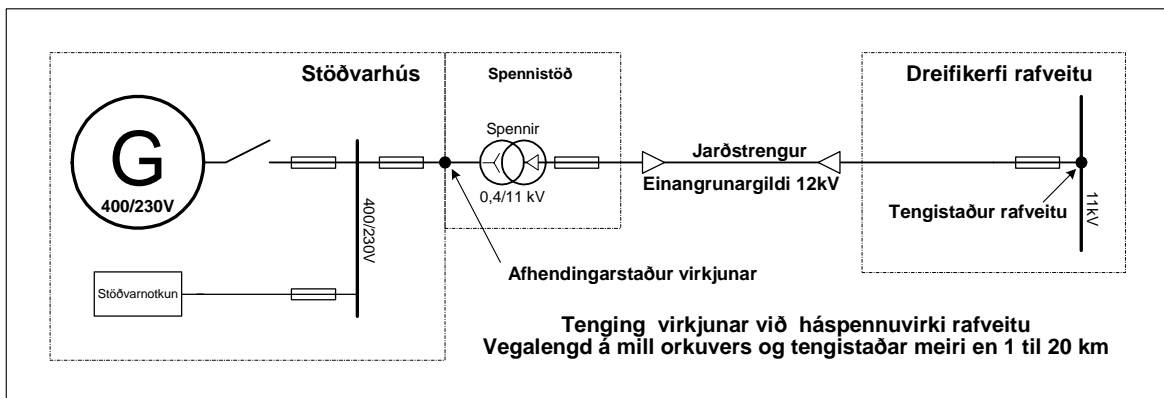 Stöðvarhús
Spennistöð
Dreifikerfi rafveitu
G
400/230V
Spennir
0,4/11 kV
Jarðstrengur
Einangrunargildi 12kV
Tengistaður rafveitu
11kV
400/230V
Afhendingarstaður virkjunar
Stöðvarnotkun
Tenging virkjunar við háspennuvirki rafveitu
Vegalengd á mill orkuvers og tengistaðar meiri en 1 til 20 km